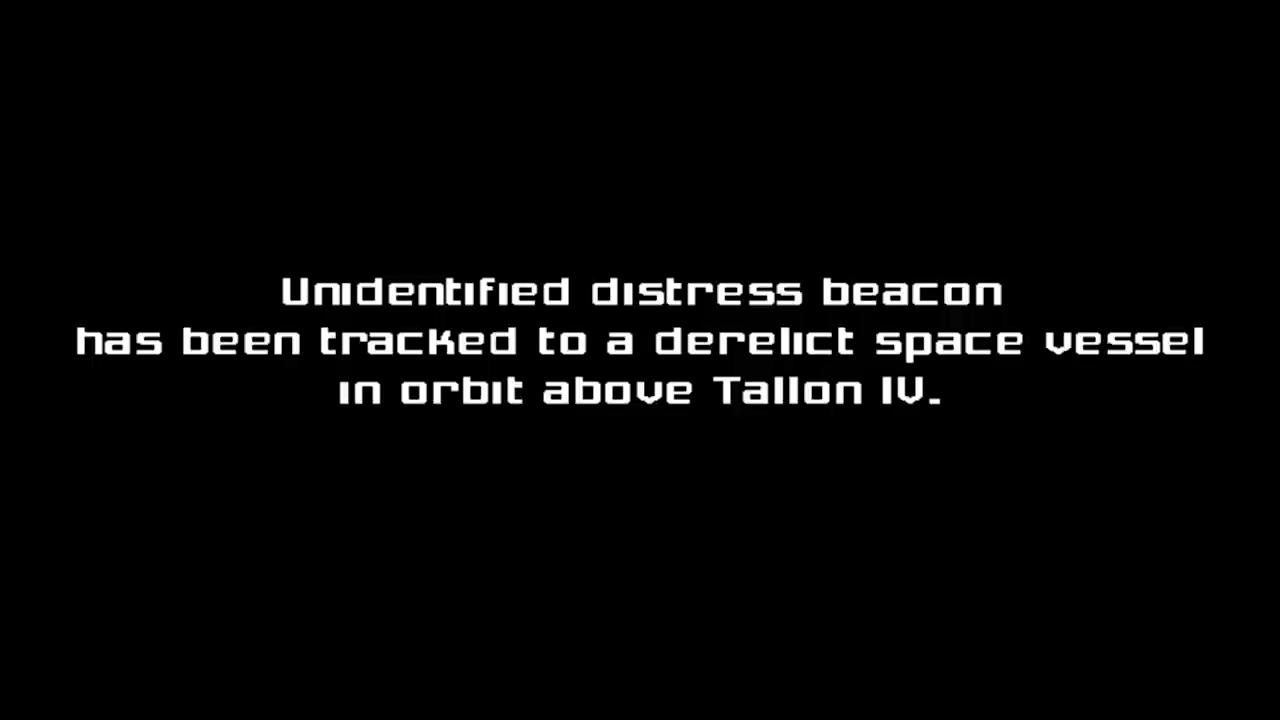 Unidentified distress beacon
has been tracked to a derelict space vessel
in orbit above Tallon IV.